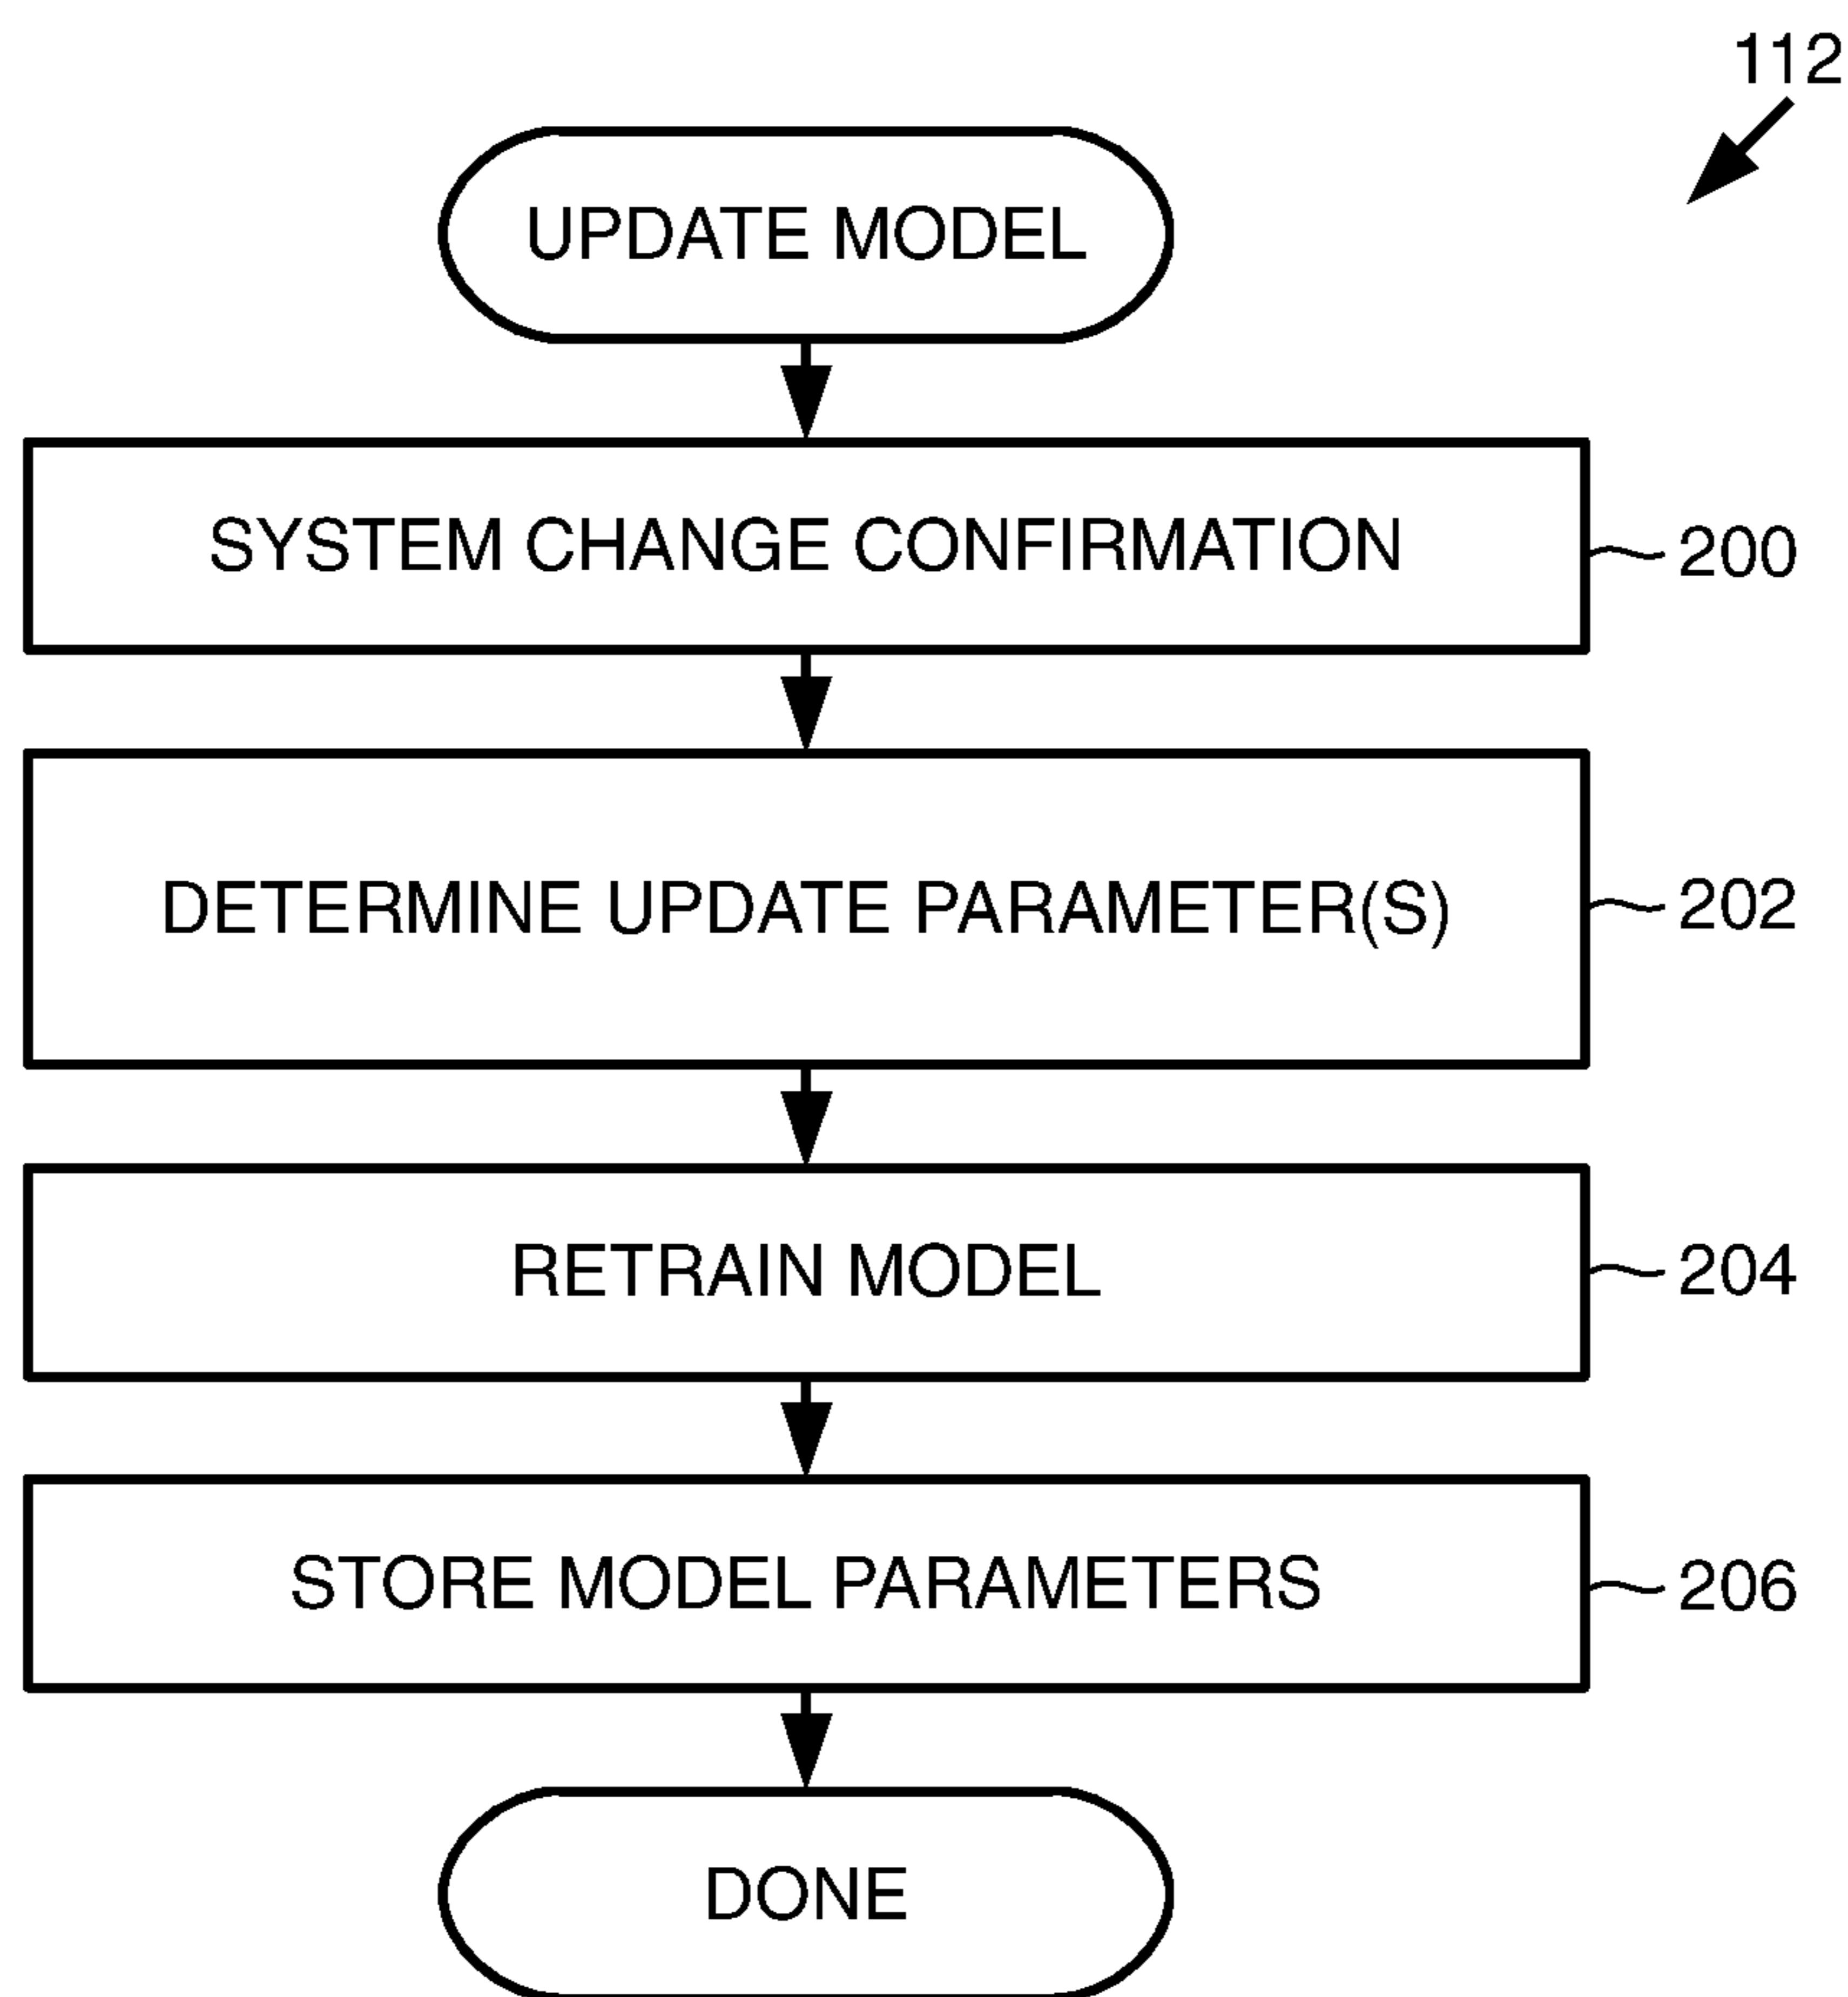 112
UPDATE MODEL
SYSTEM CHANGE CONFIRMATION
200
DETERMINE UPDATE PARAMETER(S)
202
RETRAIN MODEL
204
STORE MODEL PARAMETERS
206
DONE